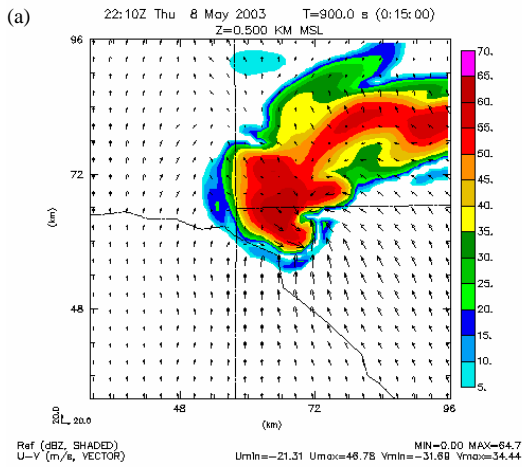 (a)
22:10Z Thu 8 May 2003 T=900.0 s (0:15:00)
Z=0.500 KM MSL
96
72
48
(km)
48 72 96
(km)
70.
65.
60.
55.
50.
45.
40.
35.
30.
25.
20.
15.
10.
5.
20.0
20.0
Ref (dBZ, SHADED) MIN=0.00 MAX=64.7
U-V (m/s, VECTOR) Umin=-21.31 Umax=46.78 Vmin=-31.69 Vmax=34.44